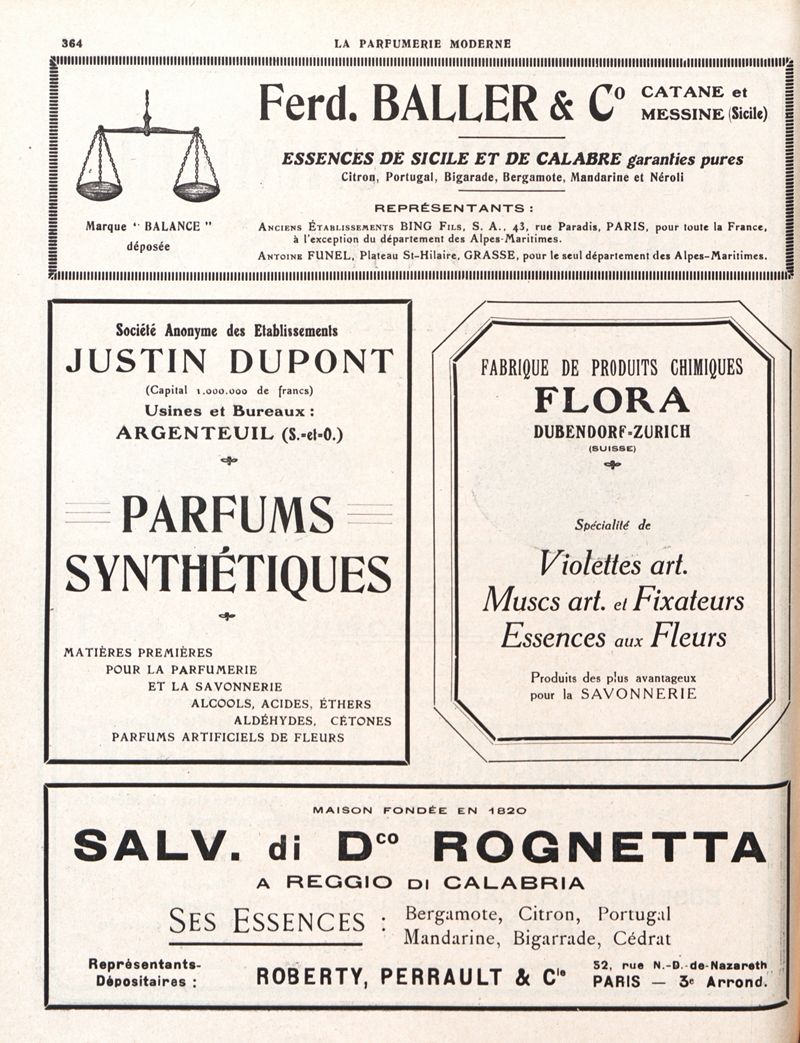 364
LA PARFUMERIE MODERNE
Ferd. BALLER & Cº
CATANE et
MESSINE (Sicile)
ESSENCES DE SICILE ET DE CALABRE garanties pures
Citron, Portugal, Bigarade, Bergamote, Mandarine et Néroli
Marque “ BALANCE ”
déposée
REPRÉSENTANTS :
ANCIENS ÉTABLISSEMENTS BING FILS, S. A., 43, rue Paradis, PARIS, pour toute la France,
à l'exception du département des Alpes-Maritimes.
ANTOINE FUNEL, Plateau St-Hilaire, GRASSE, pour le seul département des Alpes-Maritimes.
Société Anonyme des Etablissements
JUSTIN DUPONT
(Capital 1.000.000 de francs)
Usines et Bureaux :
ARGENTEUIL (S.-et-O.)
PARFUMS
SYNTHÉTIQUES
MATIÈRES PREMIÈRES
POUR LA PARFUMERIE
ET LA SAVONNERIE
ALCOOLS, ACIDES, ÉTHERS
ALDÉHYDES, CÉTONES
PARFUMS ARTIFICIELS DE FLEURS
FABRIQUE DE PRODUITS CHIMIQUES
FLORA
DUBENDORF-ZURICH
(SUISSE)
Spécialité de
Violettes art.
Muscs art. et Fixateurs
Essences aux Fleurs
Produits des plus avantageux
pour la SAVONNERIE
MAISON FONDÉE EN 1820
SALV. di Dco ROGNETTA
A REGGIO DI CALABRIA
SES ESSENCES :
Bergamote, Citron, Portugal
Mandarine, Bigarrade, Cédrat
Représentants-
Dépositaires :
ROBERTY, PERRAULT & Cie
52, rue N.-D.-de-Nazareth
PARIS — 3e Arrond.